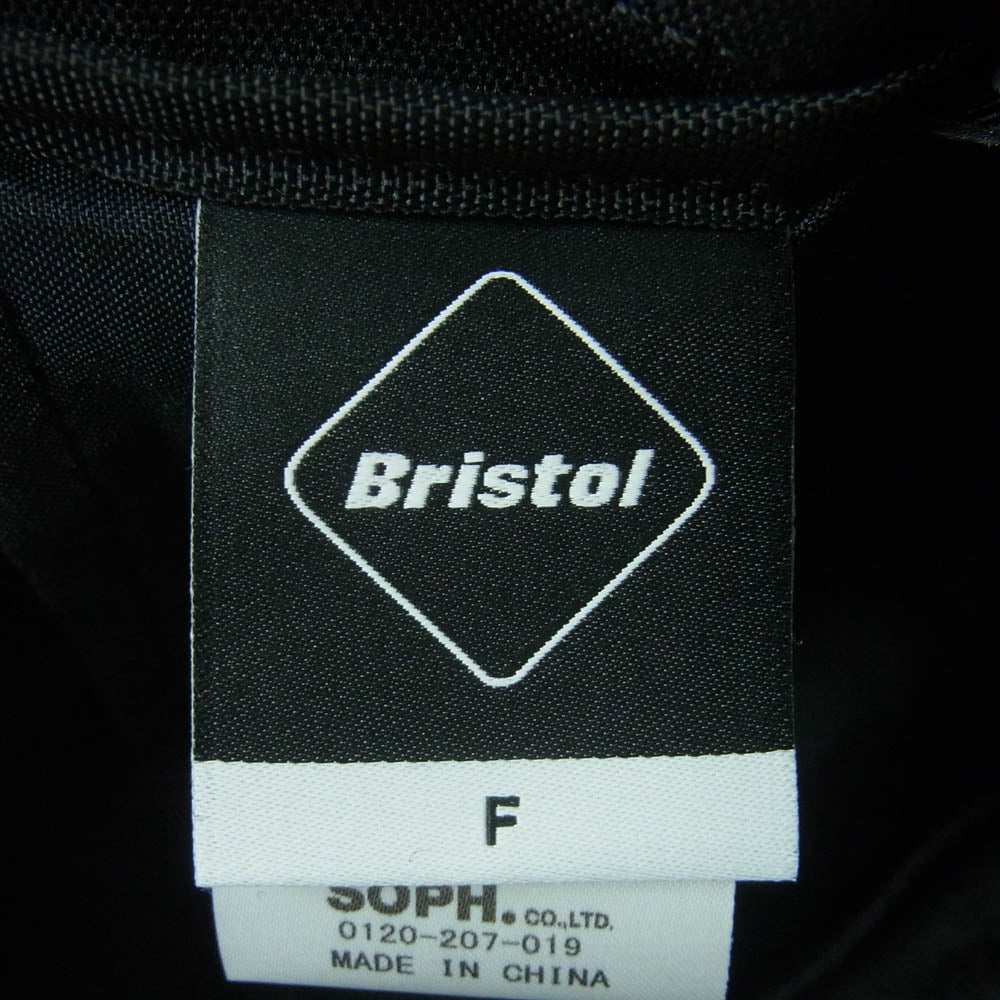 Bristol
F
SOPH. CO.,LTD.
0120-207-019
MADE IN CHINA